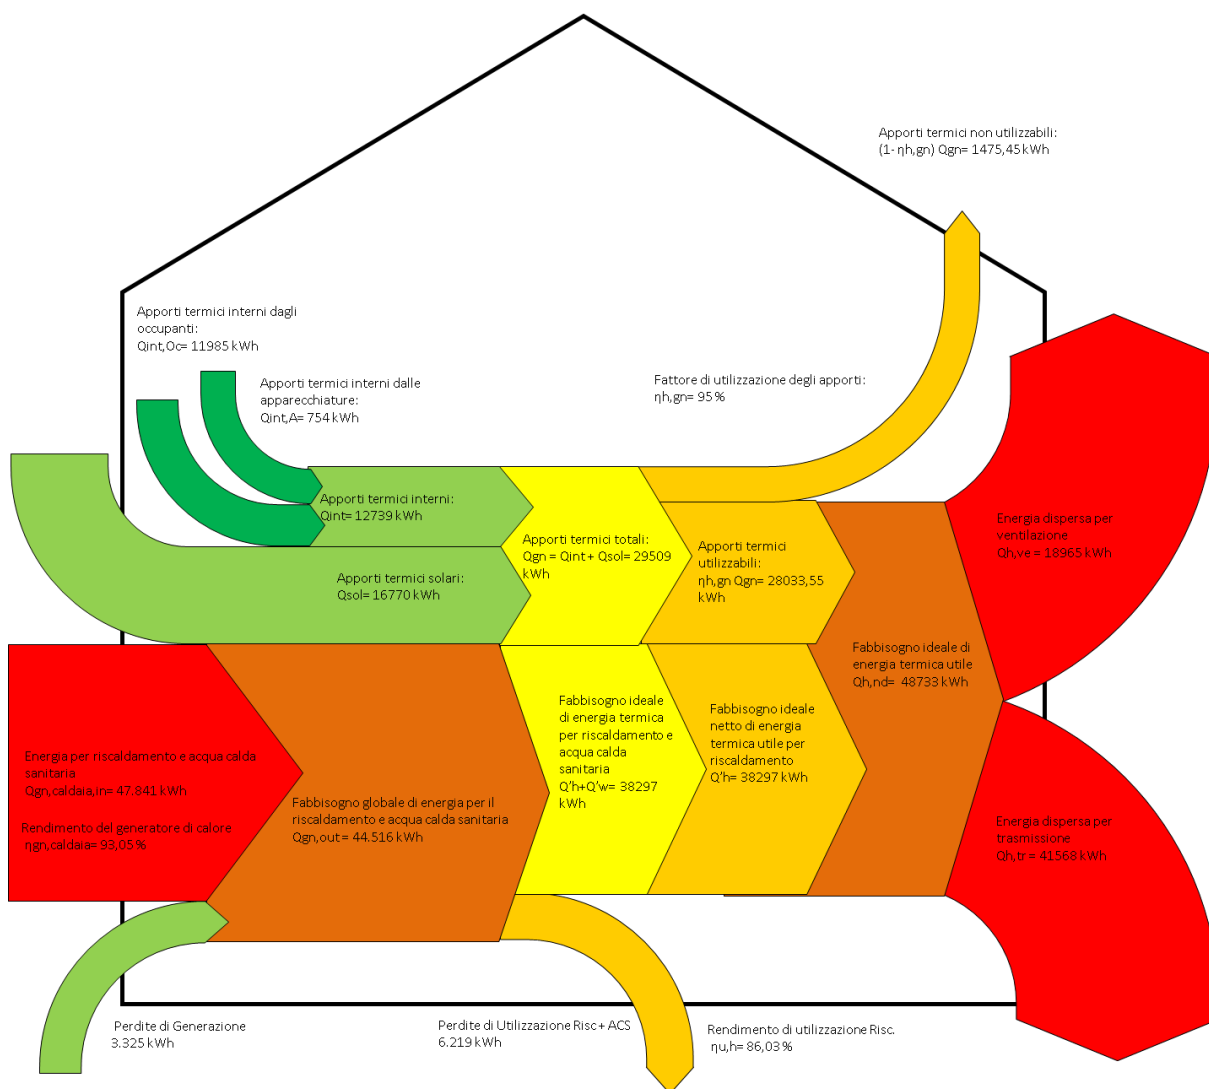 Apporti termici non utilizzabili:
(1- ηh,gn) Qgn= 1475,45 kWh
Apporti termici interni dagli
occupanti:
Qint,Oc= 11985 kWh
Apporti termici interni dalle
apparecchiature:
Qint,A= 754 kWh
Fattore di utilizzazione degli apporti:
ηh,gn= 95 %
Apporti termici interni:
Qint= 12739 kWh
Apporti termici solari:
Qsol= 16770 kWh
Apporti termici totali:
Qgn = Qint + Qsol= 29509
kWh
Apporti termici
utilizzabili:
ηh,gn Qgn= 28033,55
kWh
Energia dispersa per
ventilazione
Qh,ve = 18965 kWh
Fabbisogno ideale di
energia termica utile
Qh,nd=  48733 kWh
Energia per riscaldamento e acqua calda
sanitaria
Qgn,caldaia,in= 47.841 kWh
Rendimento del generatore di calore
ηgn,caldaia= 93,05 %
Fabbisogno globale di energia per il
riscaldamento e acqua calda sanitaria
Qgn,out = 44.516 kWh
Fabbisogno ideale
di energia termica
per riscaldamento e
acqua calda
sanitaria
Q'h+Q'w= 38297
kWh
Fabbisogno ideale
netto di energia
termica utile per
riscaldamento
Q'h= 38297 kWh
Energia dispersa per
trasmissione
Qh,tr = 41568 kWh
Perdite di Generazione
3.325 kWh
Perdite di Utilizzazione Risc + ACS
6.219 kWh
Rendimento di utilizzazione Risc.
ηu,h= 86,03 %